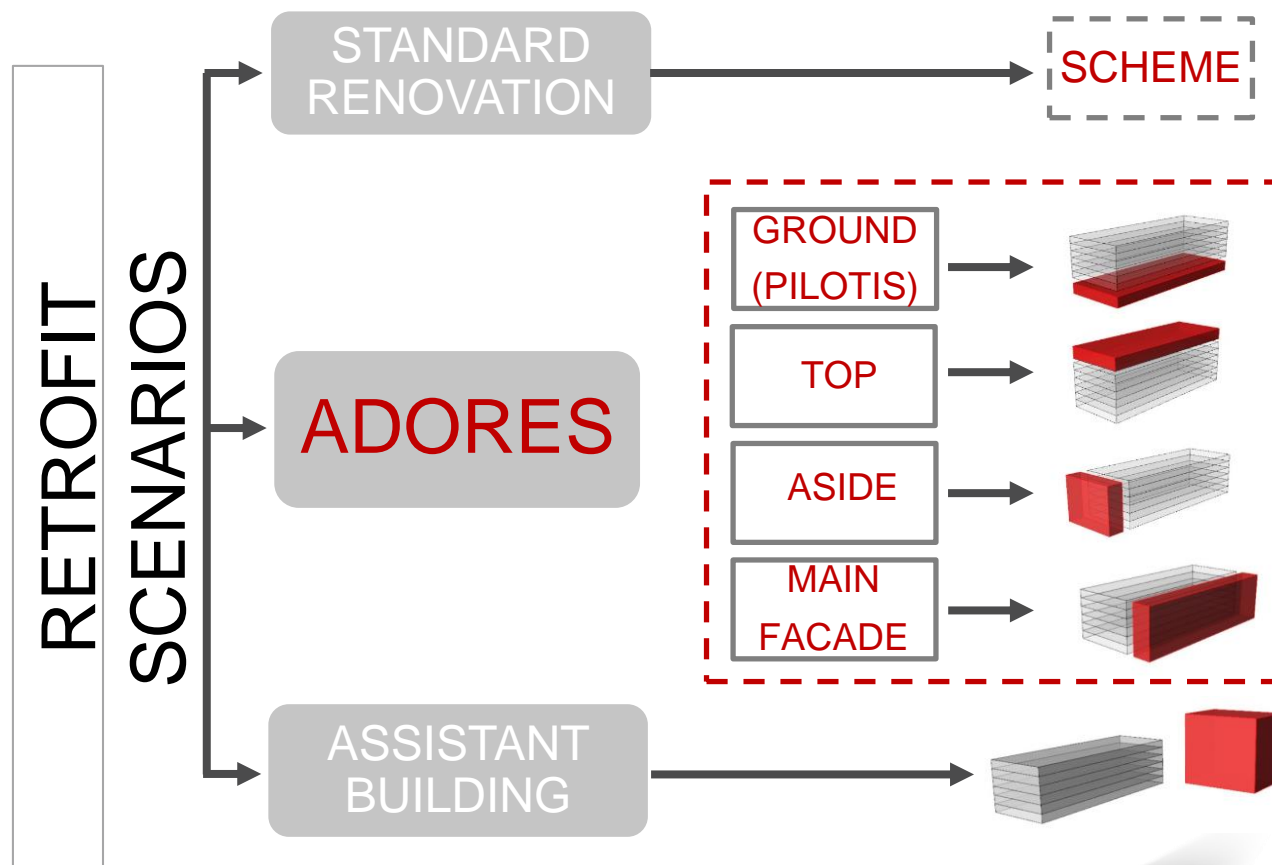 RETROFIT
SCENARIOS
STANDARD
RENOVATION
SCHEME
ADORES
GROUND
(PILOTIS)
TOP
ASIDE
MAIN
FACADE
ASSISTANT
BUILDING